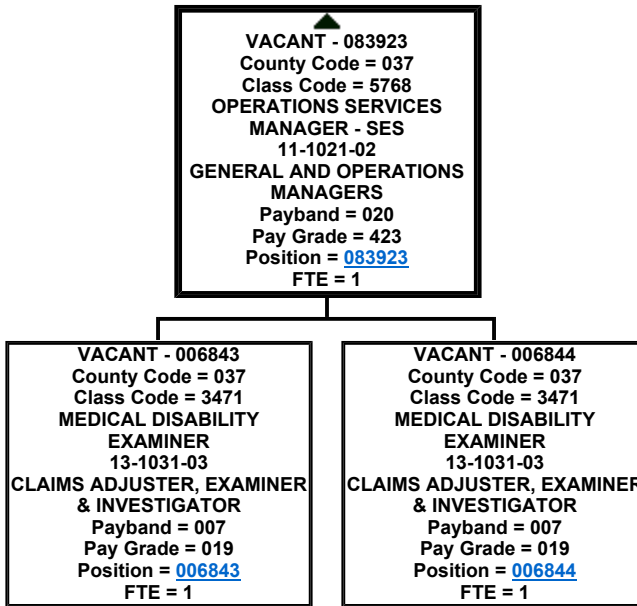 VACANT - 083923
County Code = 037
Class Code = 5768
OPERATIONS SERVICES
MANAGER - SES
11-1021-02
GENERAL AND OPERATIONS
MANAGERS
Payband = 020
Pay Grade = 423
Position = 083923
FTE = 1
VACANT - 006843
County Code = 037
Class Code = 3471
MEDICAL DISABILITY
EXAMINER
13-1031-03
CLAIMS ADJUSTER, EXAMINER
& INVESTIGATOR
Payband = 007
Pay Grade = 019
Position = 006843
FTE = 1
VACANT - 006844
County Code = 037
Class Code = 3471
MEDICAL DISABILITY
EXAMINER
13-1031-03
CLAIMS ADJUSTER, EXAMINER
& INVESTIGATOR
Payband = 007
Pay Grade = 019
Position = 006844
FTE = 1